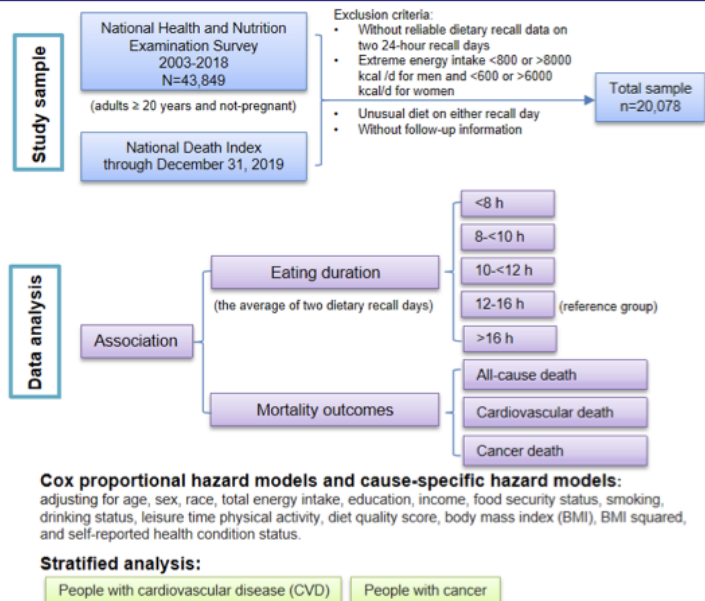 Study sample
National Health and Nutrition
Examination Survey
2003-2018
N=43,849
(adults ≥ 20 years and not-pregnant)
National Death Index
through December 31, 2019
Exclusion criteria:
• Without reliable dietary recall data on
two 24-hour recall days
• Extreme energy intake <800 or >8000
kcal /d for men and <600 or >6000
kcal/d for women
• Unusual diet on either recall day
• Without follow-up information
Total sample
n=20,078
Data analysis
Association
Eating duration
(the average of two dietary recall days)
<8 h
8-<10 h
10-<12 h
12-16 h (reference group)
>16 h
Mortality outcomes
All-cause death
Cardiovascular death
Cancer death
Cox proportional hazard models and cause-specific hazard models:
adjusting for age, sex, race, total energy intake, education, income, food security status, smoking,
drinking status, leisure time physical activity, diet quality score, body mass index (BMI), BMI squared,
and self-reported health condition status.
Stratified analysis:
People with cardiovascular disease (CVD)
People with cancer